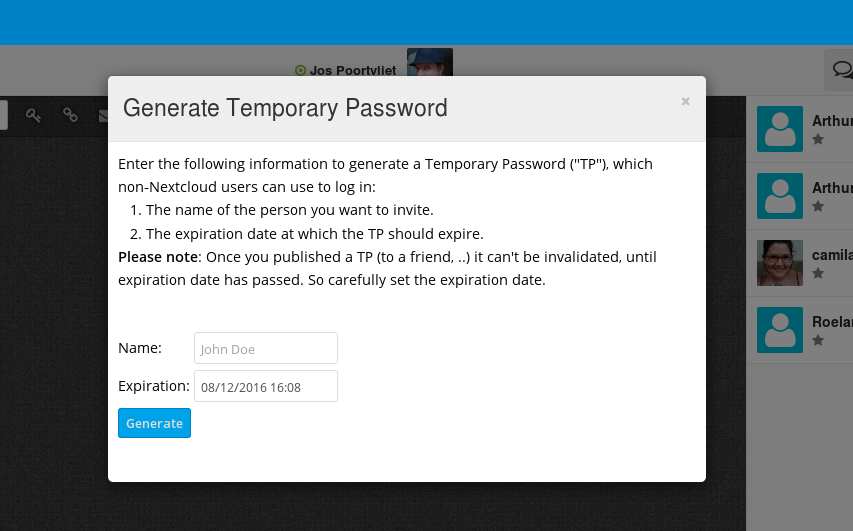 Jos Poortvliet
Generate Temporary Password
×
Enter the following information to generate a Temporary Password ("TP"), which
non-Nextcloud users can use to log in:
1. The name of the person you want to invite.
2. The expiration date at which the TP should expire.
Please note: Once you published a TP (to a friend, ..) it can't be invalidated, until
expiration date has passed. So carefully set the expiration date.
Name: John Doe
Expiration: 08/12/2016 16:08
Generate
Arthur
Arthur
camila
Roelan